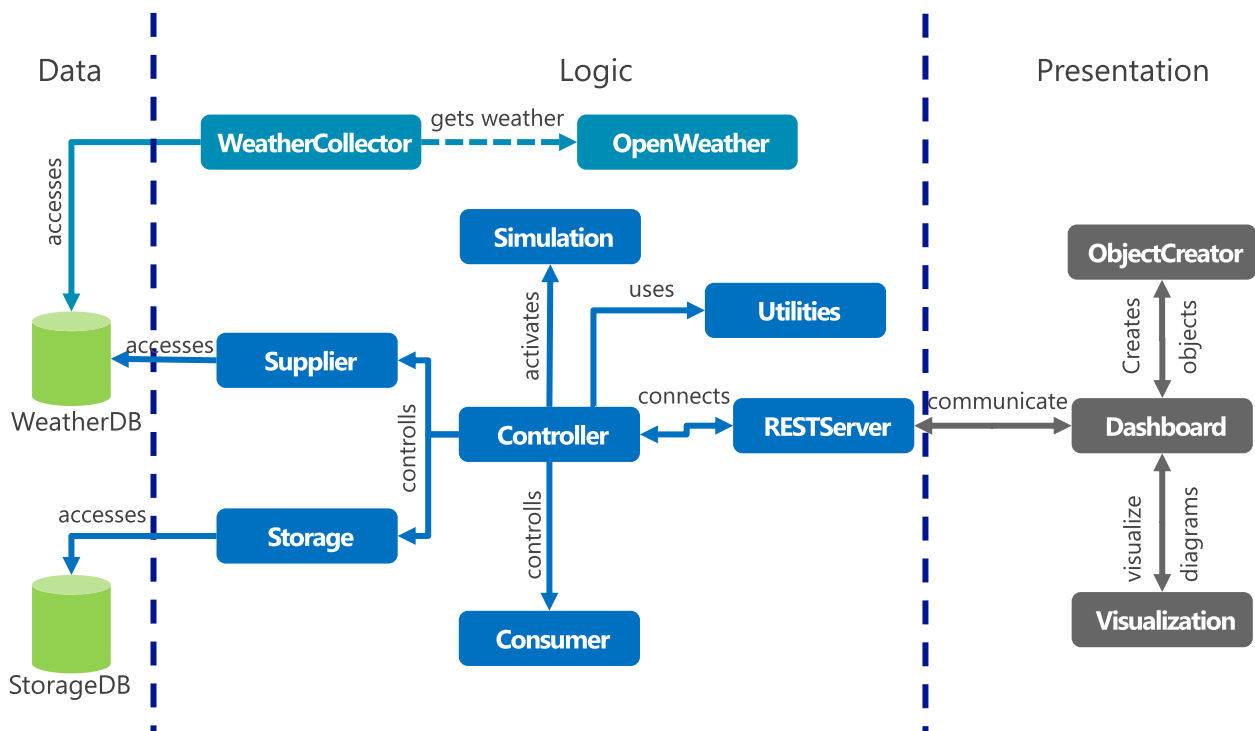 Data
Logic
Presentation
gets weather
WeatherCollector
OpenWeather
accesses
Simulation
ObjectCreator
uses
Utilities
activates
Creates
objects
accesses
Supplier
WeatherDB
controlls
Controller
connects
RESTServer
communicate
Dashboard
accesses
Storage
controlls
visualize
diagrams
Consumer
Visualization
StorageDB